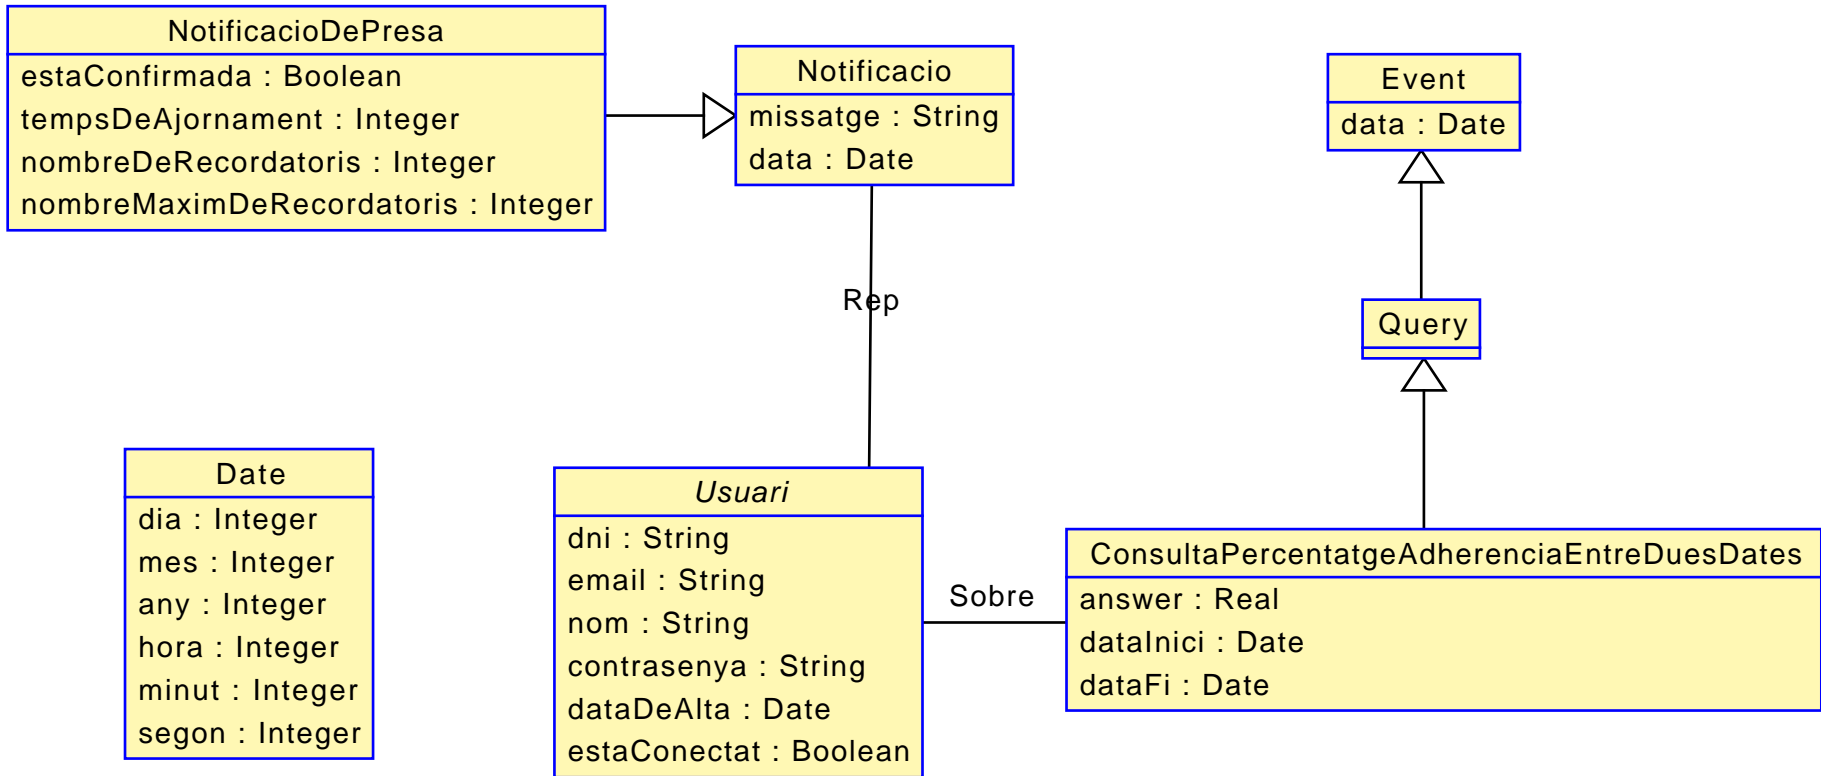 NotificacioDePresa
estaConfirmada : Boolean
tempsDeAjornament : Integer
nombreDeRecordatoris : Integer
nombreMaximDeRecordatoris : Integer
Notificacio
missatge : String
data : Date
Event
data : Date
Rep
Query
Date
dia : Integer
mes : Integer
any : Integer
hora : Integer
minut : Integer
segon : Integer
Usuari
dni : String
email : String
nom : String
contrasenya : String
dataDeAlta : Date
estaConectat : Boolean
Sobre
ConsultaPercentatgeAdherenciaEntreDuesDates
answer : Real
dataInici : Date
dataFi : Date